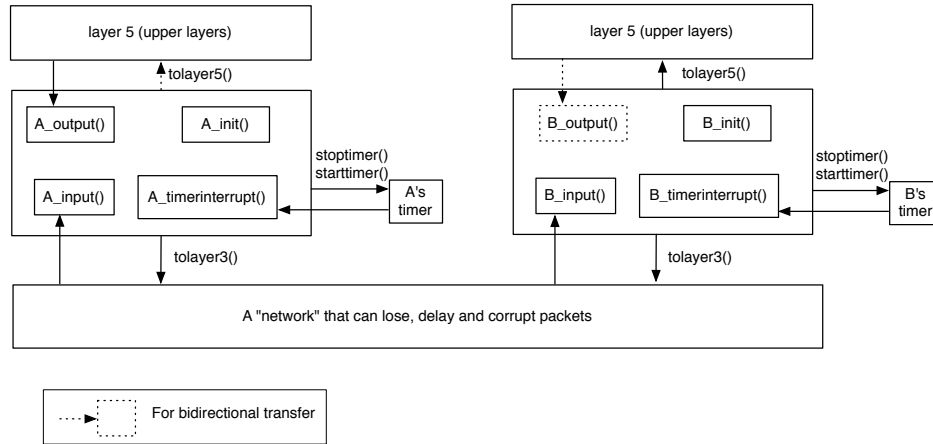 layer 5 (upper layers)
tolayer5()
A_output()
A_init()
stoptimer()
starttimer()
A_input()
A_timerinterrupt()
A's
timer
tolayer3()
layer 5 (upper layers)
tolayer5()
B_output()
B_init()
stoptimer()
starttimer()
B_input()
B_timerinterrupt()
B's
timer
tolayer3()
A "network" that can lose, delay and corrupt packets
For bidirectional transfer